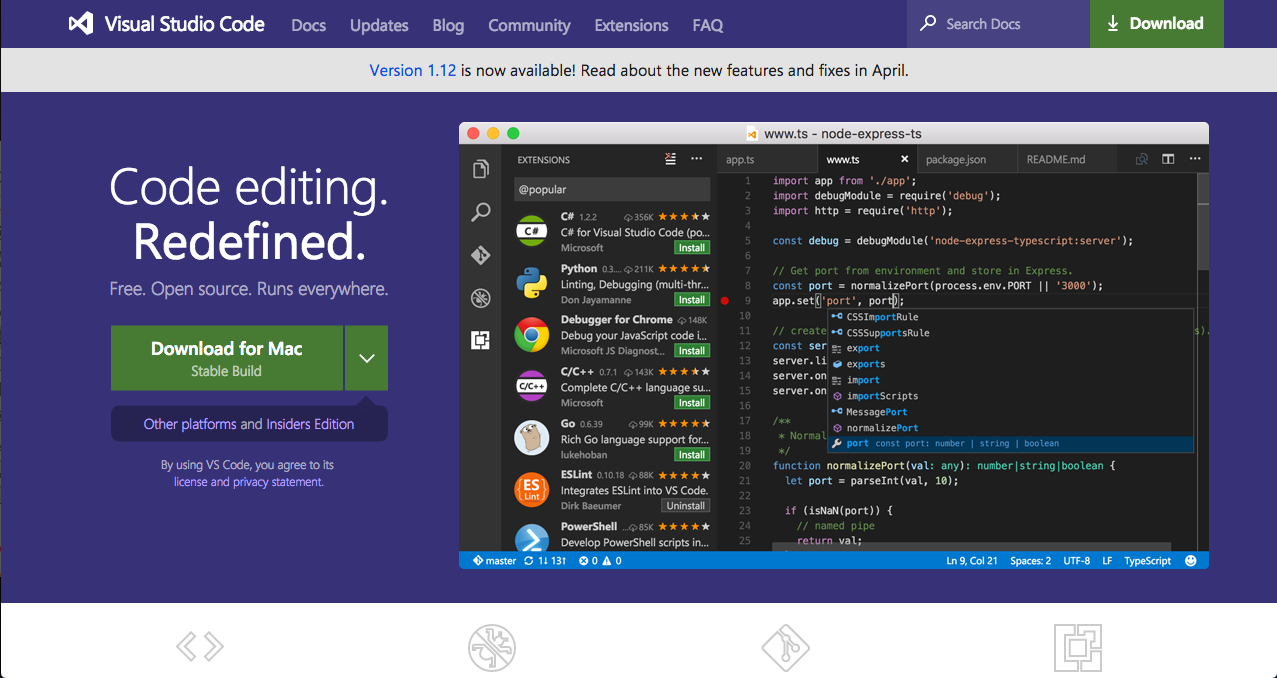 Visual Studio Code Docs Updates Blog Community Extensions FAQ Search Docs Download
Version 1.12 is now available! Read about the new features and fixes in April.
Code editing.
Redefined.
Free. Open source. Runs everywhere.
Download for Mac
Stable Build
Other platforms and Insiders Edition
By using VS Code, you agree to its
license and privacy statement.
www.ts - node-express-ts
EXTENSIONS
@popular
C# 1.2.2 356K
C#
C# for Visual Studio Code (po...
Microsoft Install
Python 0.3.... 211K
Linting, Debugging (multi-thr...
Don Jayamanne Install
Debugger for Chrome 148K
Debug your JavaScript code i...
Microsoft JS Diagnost... Install
C/C++ 0.7.1 143K
C/C++
Complete C/C++ language su...
Microsoft Install
Go 0.6.39 99K
Rich Go language support for...
lukehoban Install
ESLint 0.10.18 88K
ES
Lint
Integrates ESLint into VS Code.
Dirk Baeumer Uninstall
PowerShell ... 85K
Develop PowerShell scripts in...
app.ts www.ts package.json README.md
1 import app from './app';
2 import debugModule = require('debug');
3 import http = require('http');
4
5 const debug = debugModule('node-express-typescript:server');
6
7 // Get port from environment and store in Express.
8 const port = normalizePort(process.env.PORT || '3000');
9 app.set('port', port);
10
11 // create s).
12 const ser
13 server.li
14 server.on
15 server.on
16
17 /**
18 * Normal
19 */
20 function normalizePort(val: any): number|string|boolean {
21 let port = parseInt(val, 10);
22
23 if (isNaN(port)) {
24 // named pipe
25 return val;
CSSImportRule
CSSSupportsRule
export
exports
import
importScripts
MessagePort
normalizePort
port const port: number | string | boolean
master 1↓ 13↑ 0 0 Ln 9, Col 21 Spaces: 2 UTF-8 LF TypeScript